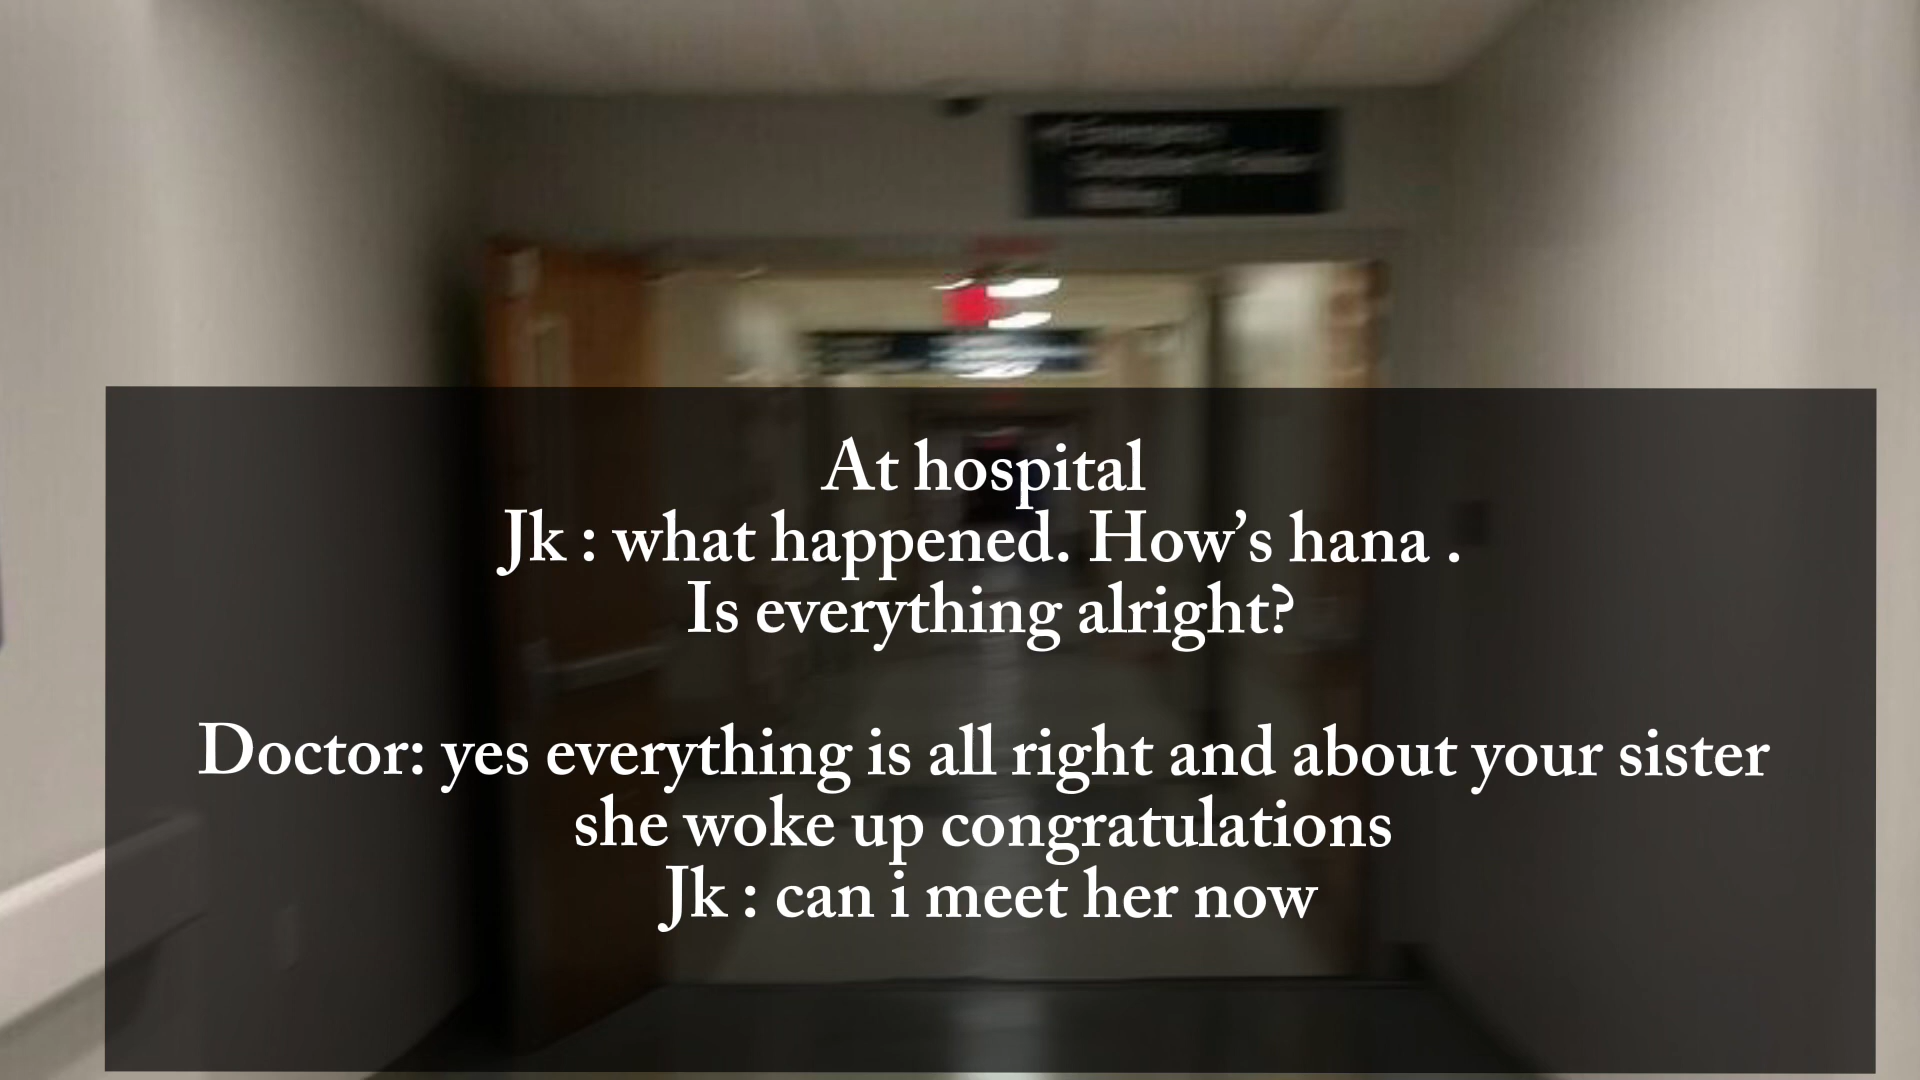 At hospital
Jk : what happened. How’s hana .
Is everything alright?
Doctor: yes everything is all right and about your sister
she woke up congratulations
Jk : can i meet her now